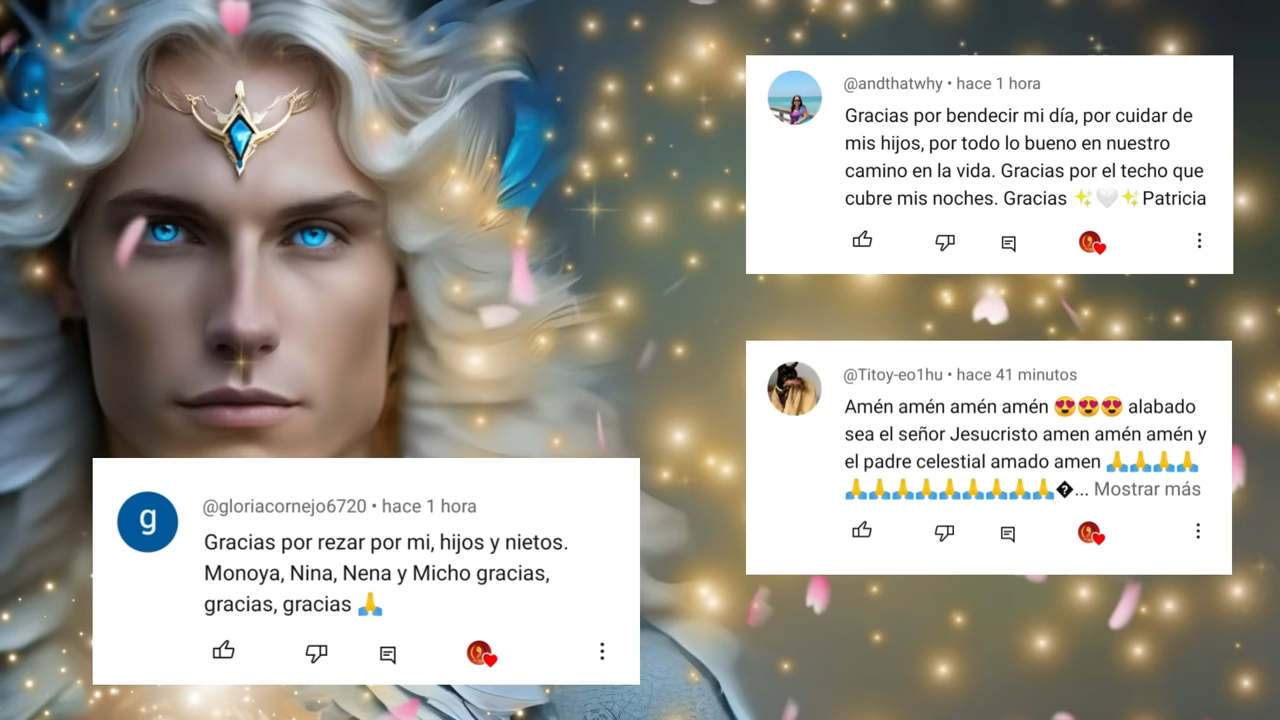 @andthatwhy • hace 1 hora
Gracias por bendecir mi día, por cuidar de
mis hijos, por todo lo bueno en nuestro
camino en la vida. Gracias por el techo que
cubre mis noches. Gracias ✨🤍✨Patricia
@Titoy-eo1hu • hace 41 minutos
Amén amén amén amén 😍😍😍 alabado
sea el señor Jesucristo amen amén amén y
el padre celestial amado amen 🙏🙏🙏🙏
🙏🙏🙏🙏🙏🙏🙏🙏🙏�... Mostrar más
g
@gloriacornejo6720 • hace 1 hora
Gracias por rezar por mi, hijos y nietos.
Monoya, Nina, Nena y Micho gracias,
gracias, gracias 🙏